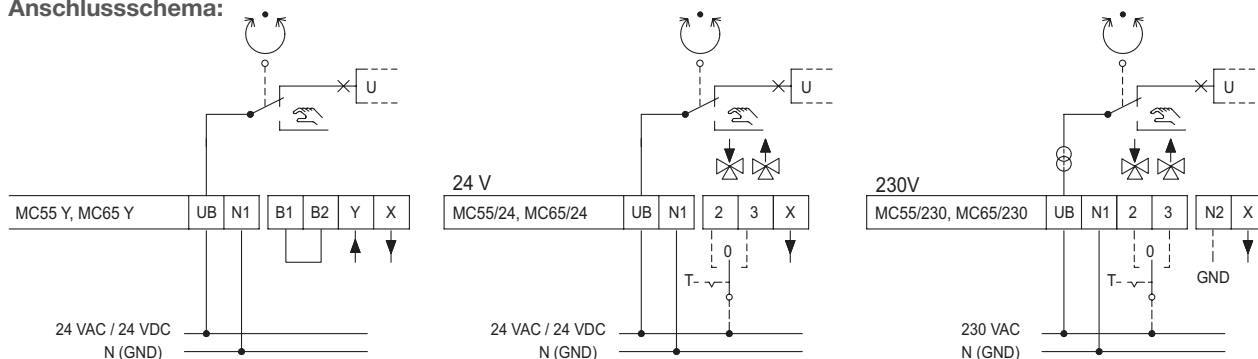 Anschlussschema:
U
MC55 Y, MC65 Y UB N1 B1 B2 Y X
24 VAC / 24 VDC
N (GND)
U
24 V
MC55/24, MC65/24 UB N1 2 3 X
0
T
24 VAC / 24 VDC
N (GND)
U
230V
MC55/230, MC65/230 UB N1 2 3 N2 X
0
T
GND
230 VAC
N (GND)